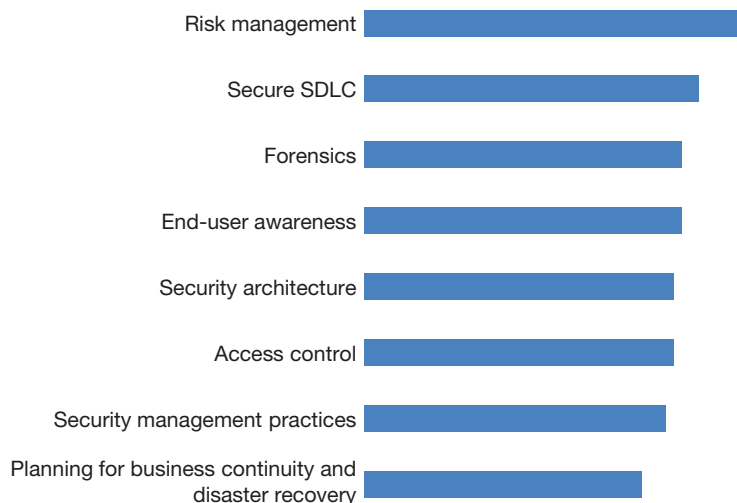 Risk management
Secure SDLC
Forensics
End-user awareness
Security architecture
Access control
Security management practices
Planning for business continuity and
disaster recovery